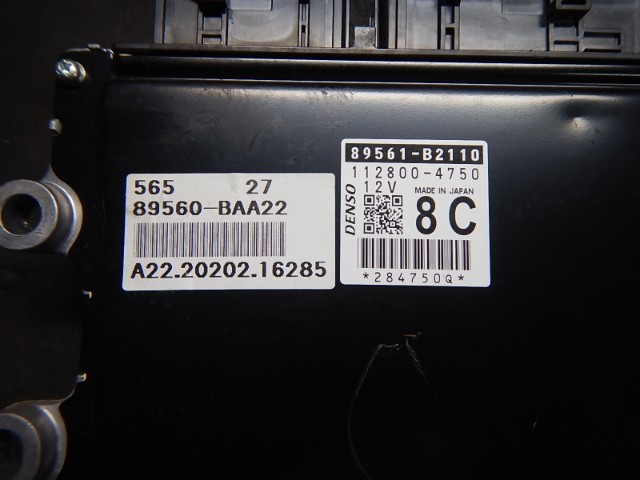 565 27
89560-BAA22
A22.20202.16285
89561-B2110
112800-4750
DENSO
12V MADE IN JAPAN
8C
*284750Q*